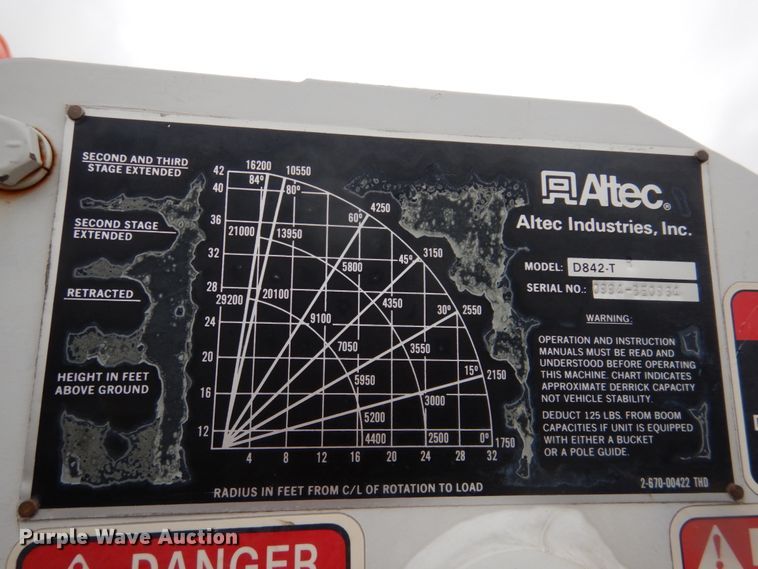 SECOND AND THIRD
STAGE EXTENDED
SECOND STAGE
EXTENDED
RETRACTED
HEIGHT IN FEET
ABOVE GROUND
42
40
36
32
28
24
20
16
12
16200
10550
84°
80°
4250
60°
21000
13950
3150
45°
5800
29200
20100
4350
30°
2550
9100
3550
7050
15°
2150
5950
3000
5200
4400
2500
0°
1750
4
8
12
16
20
24
28
32
RADIUS IN FEET FROM C/L OF ROTATION TO LOAD
Altec®
Altec Industries, Inc.
MODEL: D842-T
SERIAL NO.:
WARNING:
OPERATION AND INSTRUCTION
MANUALS MUST BE READ AND
UNDERSTOOD BEFORE OPERATING
THIS MACHINE. CHART INDICATES
APPROXIMATE DERRICK CAPACITY
NOT VEHICLE STABILITY.
DEDUCT 125 LBS. FROM BOOM
CAPACITIES IF UNIT IS EQUIPPED
WITH EITHER A BUCKET
OR A POLE GUIDE.
2-670-00422 THD
Purple Wave Auction
DANGER
Purple Wave Auction